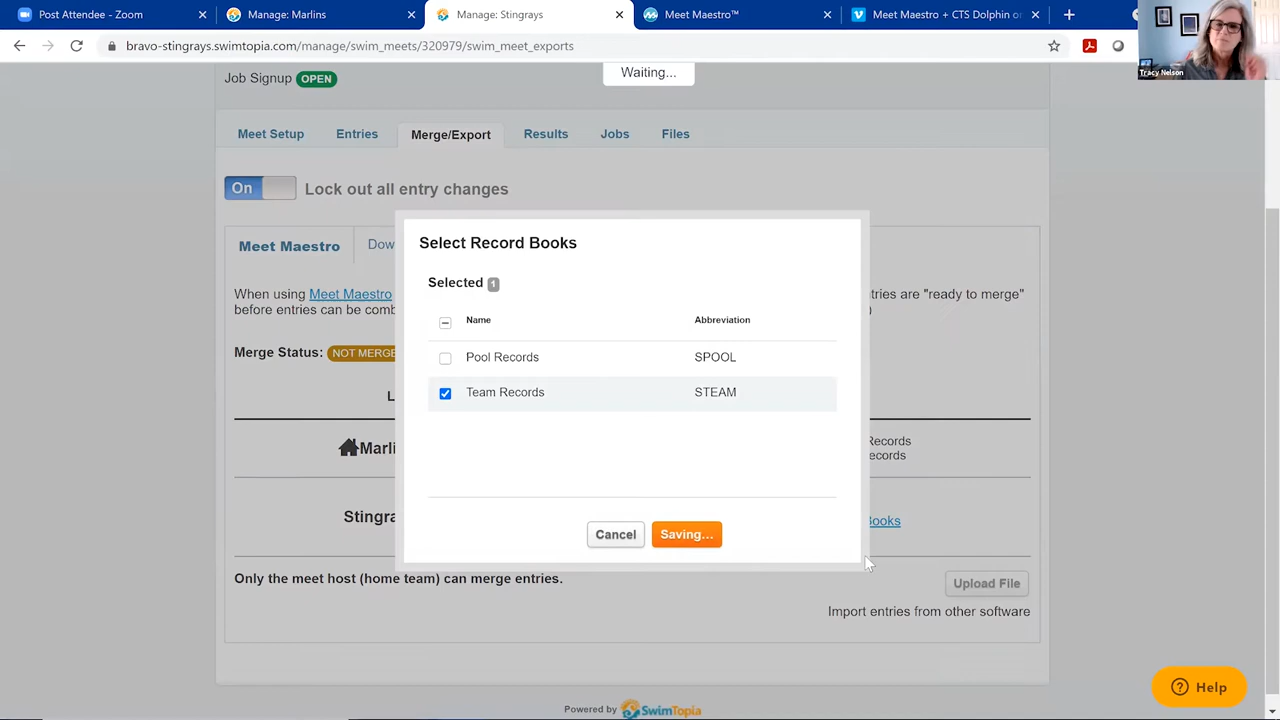 Post Attendee - Zoom
Manage: Marlins
Manage: Stingrays
Meet Maestro™
Meet Maestro + CTS Dolphin o
bravo-stingrays.swimtopia.com/manage/swim_meets/320979/swim_meet_exports
Tracy Nelson
Job Signup OPEN
Waiting...
Meet Setup
Entries
Merge/Export
Results
Jobs
Files
On
Lock out all entry changes
Meet Maestro
Dow
When using Meet Maestro
tries are "ready to merge"
before entries can be comb
Merge Status: NOT MERGE
Select Record Books
Selected 1
Name
Abbreviation
Pool Records
SPOOL
Team Records
STEAM
Cancel
Saving...
L
Marli
Records
ecords
Stingra
Books
Only the meet host (home team) can merge entries.
Upload File
Import entries from other software
Help
Powered by SwimTopia